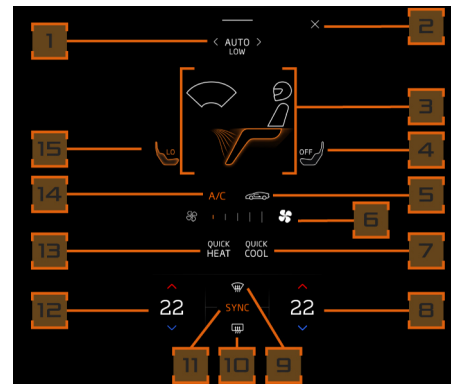 1
< AUTO >
LOW
×
2
3
15
LO
OFF
4
14
A/C
5
6
13
QUICK
HEAT
QUICK
COOL
7
12
22
SYNC
22
8
11
10
9